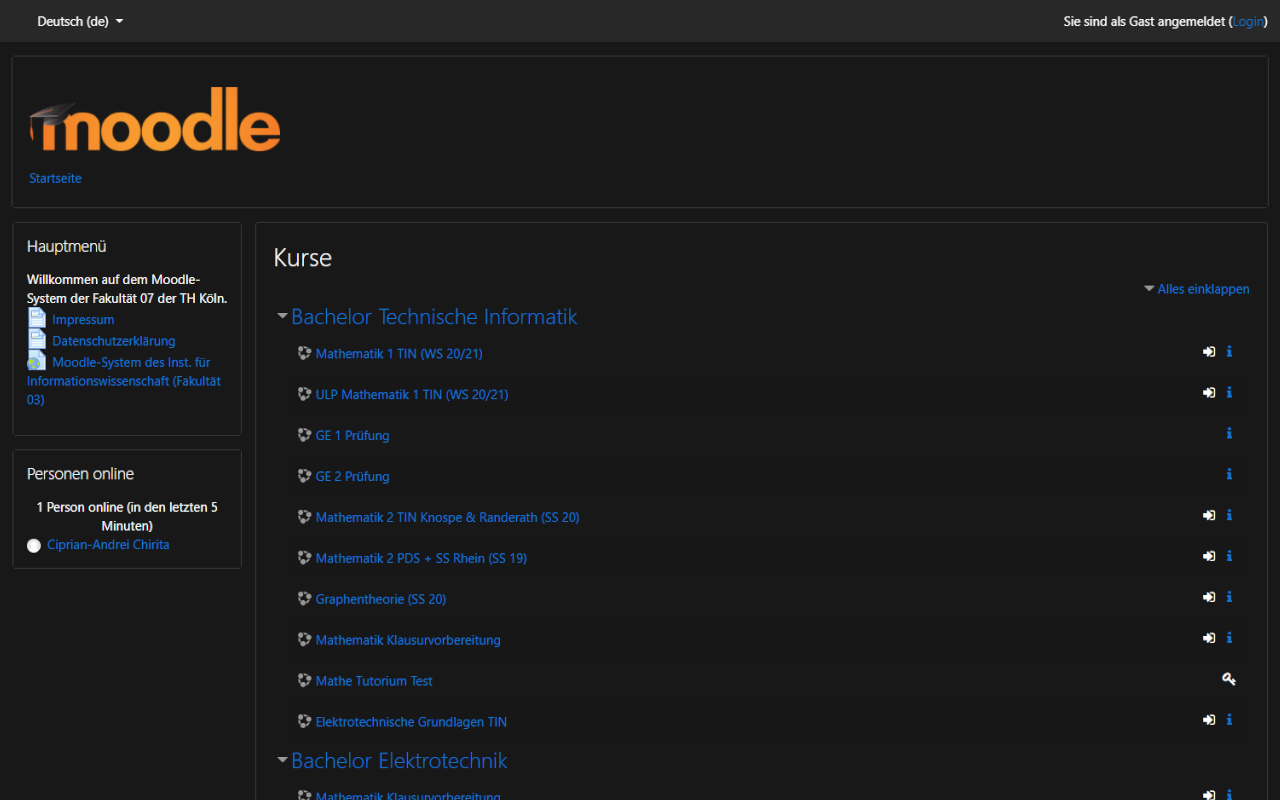 Deutsch (de)
Sie sind als Gast angemeldet (Login)
moodle
Startseite
Hauptmenü
Willkommen auf dem Moodle-
System der Fakultät 07 der TH Köln.
Impressum
Datenschutzerklärung
Moodle-System des Inst. für
Informationswissenschaft (Fakultät
03)
Personen online
1 Person online (in den letzten 5
Minuten)
Ciprian-Andrei Chirita
Kurse
Alles einklappen
Bachelor Technische Informatik
Mathematik 1 TIN (WS 20/21)
ULP Mathematik 1 TIN (WS 20/21)
GE 1 Prüfung
GE 2 Prüfung
Mathematik 2 TIN Knospe & Randerath (SS 20)
Mathematik 2 PDS + SS Rhein (SS 19)
Graphentheorie (SS 20)
Mathematik Klausurvorbereitung
Mathe Tutorium Test
Elektrotechnische Grundlagen TIN
Bachelor Elektrotechnik
Mathematik Klausurvorbereitung